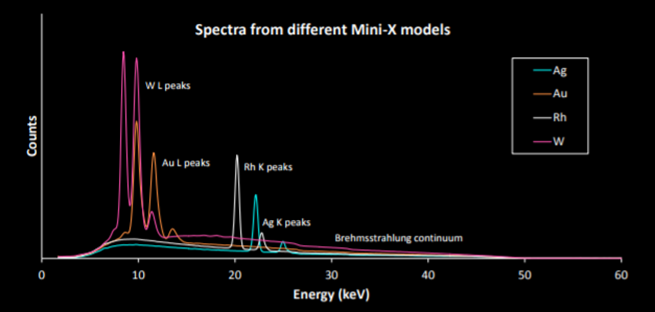 Spectra from different Mini-X models
Ag
Au
Rh
W
W L peaks
Au L peaks
Rh K peaks
Ag K peaks
Brehmsstrahlung continuum
Counts
0 10 20 30 40 50 60
Energy (keV)